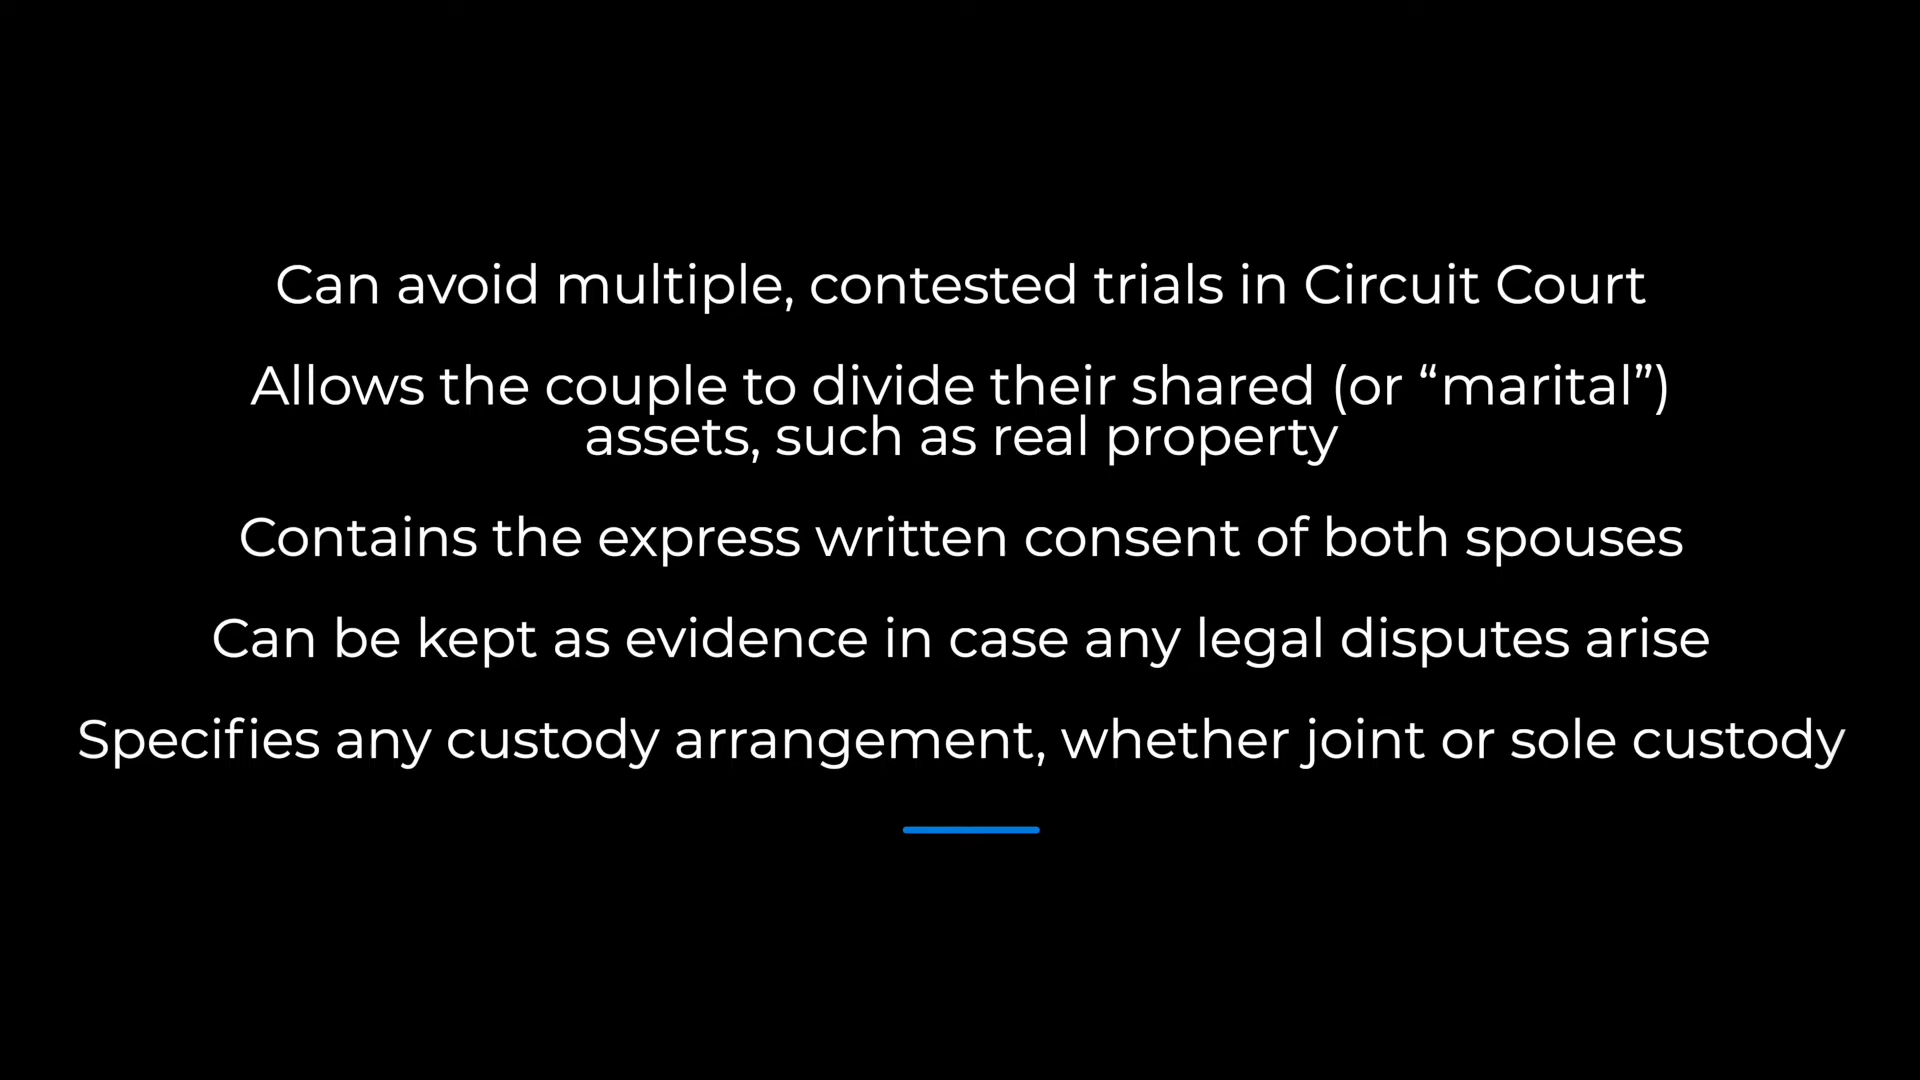 Can avoid multiple, contested trials in Circuit Court
Allows the couple to divide their shared (or “marital”)
assets, such as real property
Contains the express written consent of both spouses
Can be kept as evidence in case any legal disputes arise
Specifies any custody arrangement, whether joint or sole custody